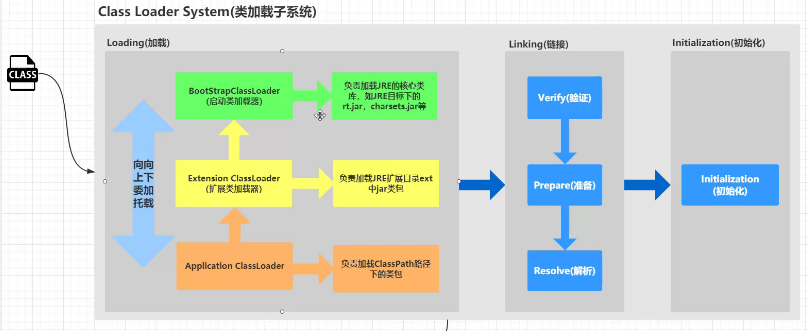 Class Loader System(类加载子系统)
Loading(加载)
Linking(链接)
Initialization(初始化)
CLASS
BootStrapClassLoader
(启动类加载器)
负责加载JRE的核心类
库，如JRE目标下的
rt.jar，charsets.jar等
Verify(验证)
向向
上下
委加
托载
Extension ClassLoader
(扩展类加载器)
负责加载JRE扩展目录ext
中jar类包
Prepare(准备)
Initialization
(初始化)
Application ClassLoader
负责加载ClassPath路径
下的类包
Resolve(解析)